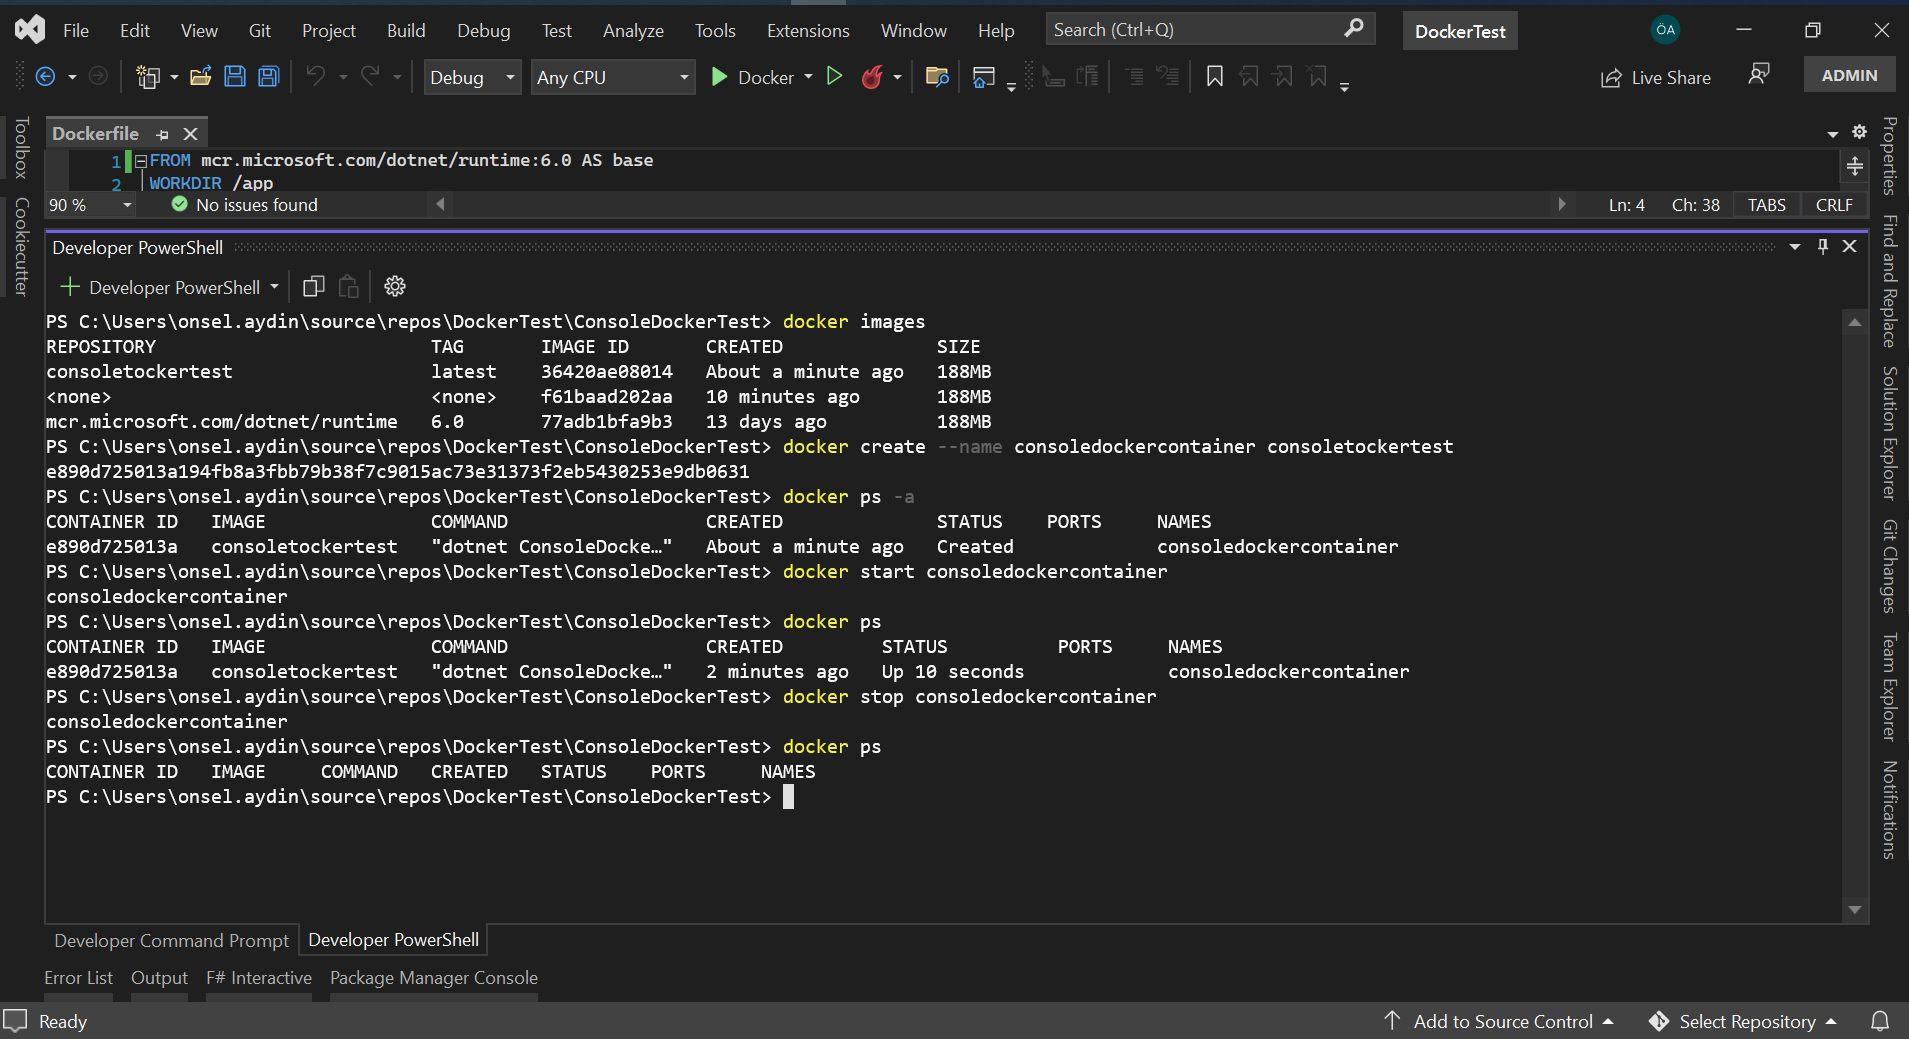 File Edit View Git Project Build Debug Test Analyze Tools Extensions Window Help Search (Ctrl+Q) DockerTest ÖA
Debug Any CPU Docker Live Share ADMIN
Toolbox
Cookiecutter
Dockerfile
1 FROM mcr.microsoft.com/dotnet/runtime:6.0 AS base
2 WORKDIR /app
90 % No issues found Ln: 4 Ch: 38 TABS CRLF
Developer PowerShell
Developer PowerShell
PS C:\Users\onsel.aydin\source\repos\DockerTest\ConsoleDockerTest> docker images
REPOSITORY TAG IMAGE ID CREATED SIZE
consoletockertest latest 36420ae08014 About a minute ago 188MB
<none> <none> f61baad202aa 10 minutes ago 188MB
mcr.microsoft.com/dotnet/runtime 6.0 77adb1bfa9b3 13 days ago 188MB
PS C:\Users\onsel.aydin\source\repos\DockerTest\ConsoleDockerTest> docker create --name consoledockercontainer consoletockertest
e890d725013a194fb8a3fbb79b38f7c9015ac73e31373f2eb5430253e9db0631
PS C:\Users\onsel.aydin\source\repos\DockerTest\ConsoleDockerTest> docker ps -a
CONTAINER ID IMAGE COMMAND CREATED STATUS PORTS NAMES
e890d725013a consoletockertest "dotnet ConsoleDocke…" About a minute ago Created consoledockercontainer
PS C:\Users\onsel.aydin\source\repos\DockerTest\ConsoleDockerTest> docker start consoledockercontainer
consoledockercontainer
PS C:\Users\onsel.aydin\source\repos\DockerTest\ConsoleDockerTest> docker ps
CONTAINER ID IMAGE COMMAND CREATED STATUS PORTS NAMES
e890d725013a consoletockertest "dotnet ConsoleDocke…" 2 minutes ago Up 10 seconds consoledockercontainer
PS C:\Users\onsel.aydin\source\repos\DockerTest\ConsoleDockerTest> docker stop consoledockercontainer
consoledockercontainer
PS C:\Users\onsel.aydin\source\repos\DockerTest\ConsoleDockerTest> docker ps
CONTAINER ID IMAGE COMMAND CREATED STATUS PORTS NAMES
PS C:\Users\onsel.aydin\source\repos\DockerTest\ConsoleDockerTest>
Properties
Find and Replace
Solution Explorer
Git Changes
Team Explorer
Notifications
Developer Command Prompt Developer PowerShell
Error List Output F# Interactive Package Manager Console
Ready Add to Source Control Select Repository